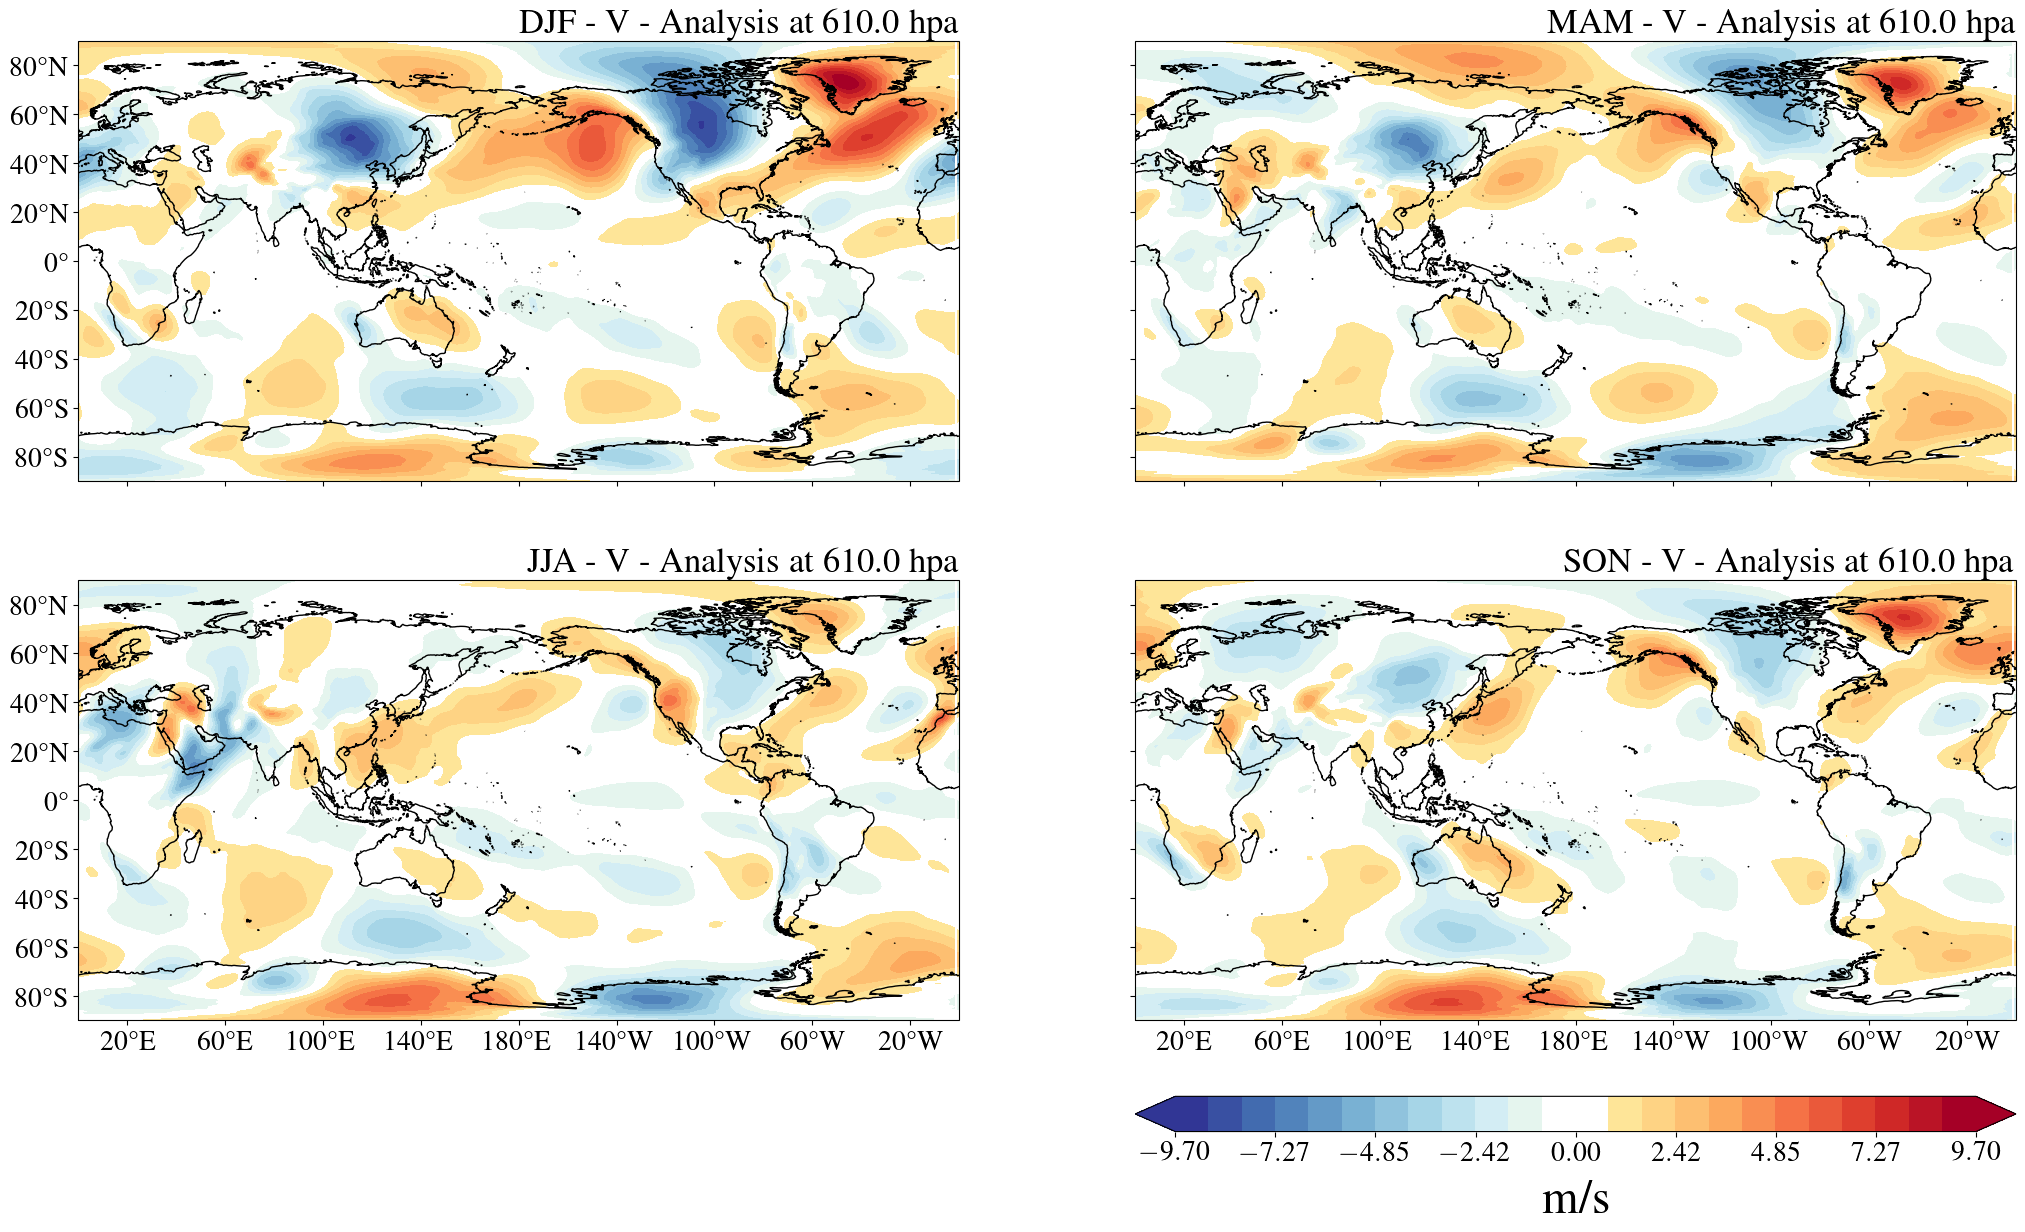 DJF - V - Analysis at 610.0 hpa
MAM - V - Analysis at 610.0 hpa
80°N
60°N
40°N
20°N
0°
20°S
40°S
60°S
80°S
JJA - V - Analysis at 610.0 hpa
SON - V - Analysis at 610.0 hpa
80°N
60°N
40°N
20°N
0°
20°S
40°S
60°S
80°S
20°E 60°E 100°E 140°E 180°E 140°W 100°W 60°W 20°W
20°E 60°E 100°E 140°E 180°E 140°W 100°W 60°W 20°W
−9.70 −7.27 −4.85 −2.42 0.00 2.42 4.85 7.27 9.70
m/s